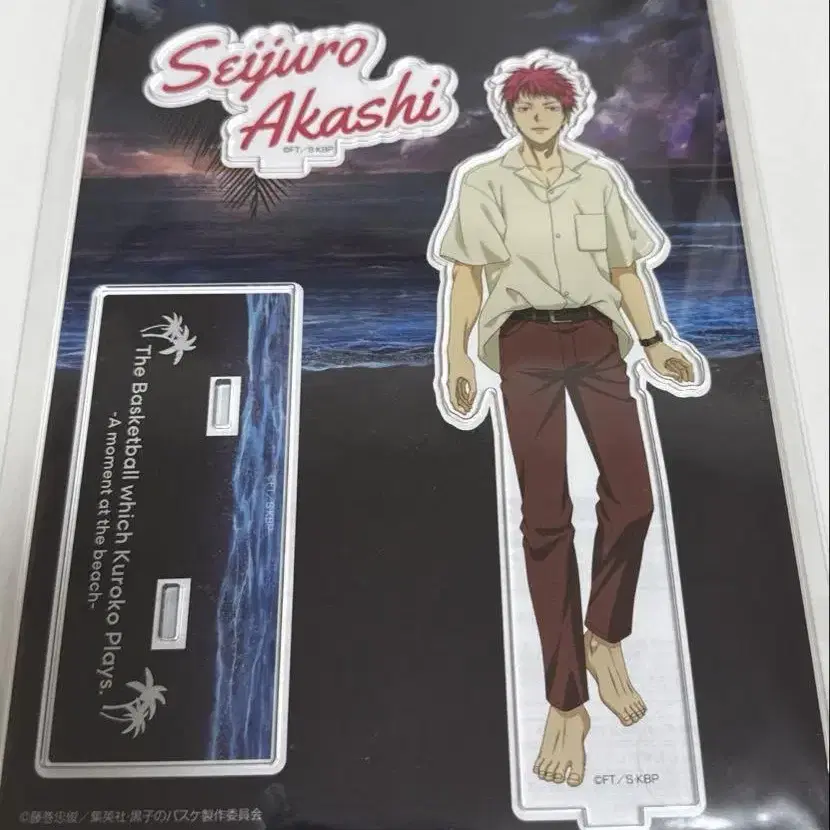 Seijuro
Akashi
©FT/S·KBP
The Basketball which Kuroko Plays.
-A moment at the beach-
©FT/S·KBP
©FT/S·KBP
©藤巻忠俊/集英社・黒子のバスケ製作委員会